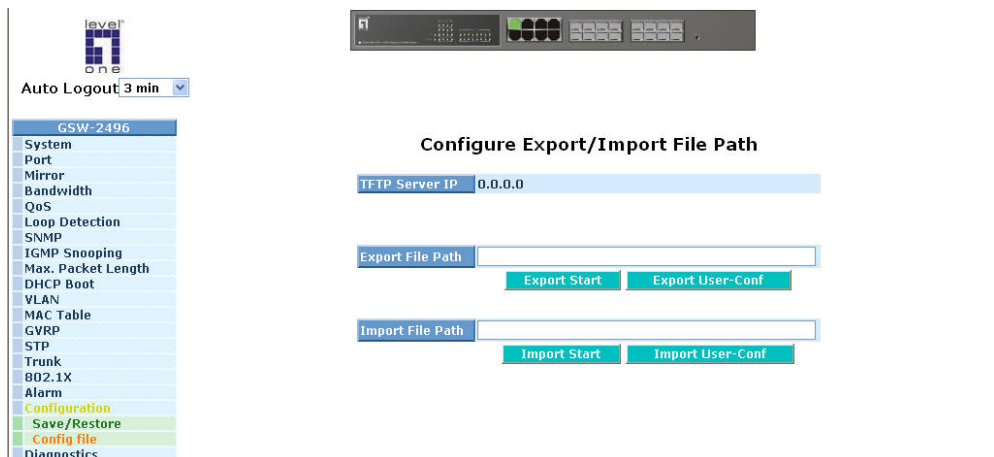 level
one
Auto Logout 3 min
GSW-2496
System
Port
Mirror
Bandwidth
QoS
Loop Detection
SNMP
IGMP Snooping
Max. Packet Length
DHCP Boot
VLAN
MAC Table
GVRP
STP
Trunk
802.1X
Alarm
Configuration
Save/Restore
Config file
Diagnostics
Configure Export/Import File Path
TFTP Server IP 0.0.0.0
Export File Path
Export Start Export User-Conf
Import File Path
Import Start Import User-Conf